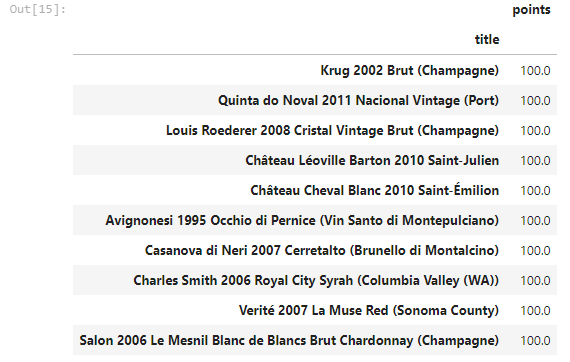 Out[15]: points
title
Krug 2002 Brut (Champagne) 100.0
Quinta do Noval 2011 Nacional Vintage (Port) 100.0
Louis Roederer 2008 Cristal Vintage Brut (Champagne) 100.0
Château Léoville Barton 2010 Saint-Julien 100.0
Château Cheval Blanc 2010 Saint-Émilion 100.0
Avignonesi 1995 Occhio di Pernice (Vin Santo di Montepulciano) 100.0
Casanova di Neri 2007 Cerretalto (Brunello di Montalcino) 100.0
Charles Smith 2006 Royal City Syrah (Columbia Valley (WA)) 100.0
Verité 2007 La Muse Red (Sonoma County) 100.0
Salon 2006 Le Mesnil Blanc de Blancs Brut Chardonnay (Champagne) 100.0